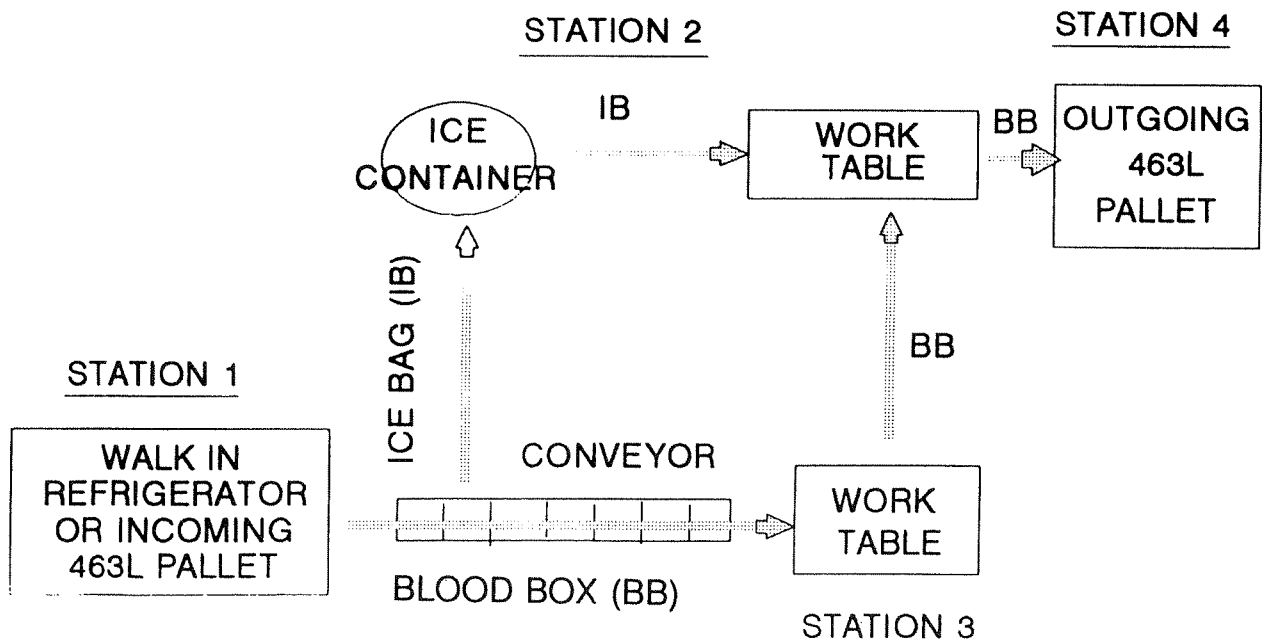 STATION 2
STATION 4
IB
ICE
CONTAINER
WORK
TABLE
BB
OUTGOING
463L
PALLET
ICE BAG (IB)
BB
STATION 1
WALK IN
REFRIGERATOR
OR INCOMING
463L PALLET
CONVEYOR
BLOOD BOX (BB)
WORK
TABLE
STATION 3